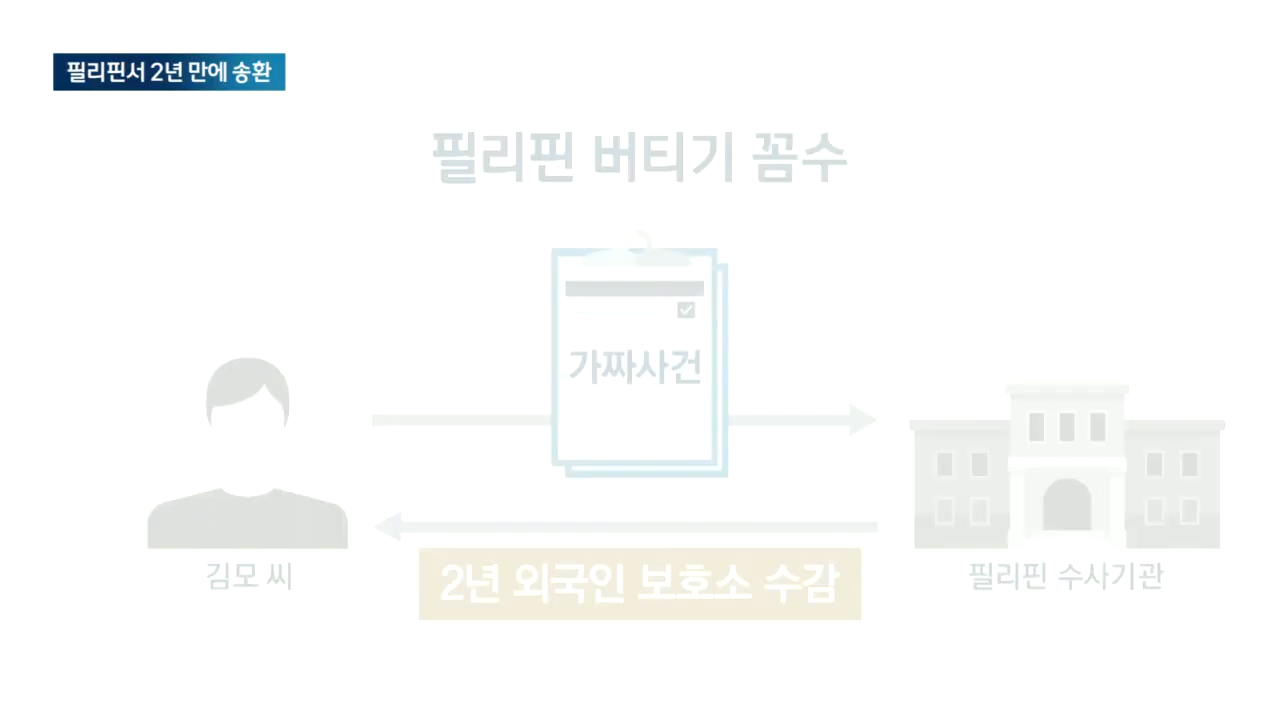 필리핀서 2년 만에 송환
필리핀 버티기 꼼수
가짜사건
김모 씨
2년 외국인 보호소 수감
필리핀 수사기관